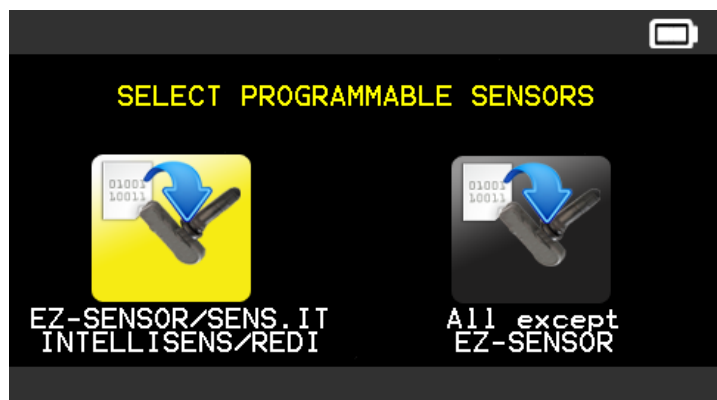 SELECT PROGRAMMABLE SENSORS
01001
10011
01001
10011
EZ-SENSOR/SENS.IT
INTELLISENS/REDI
All except
EZ-SENSOR